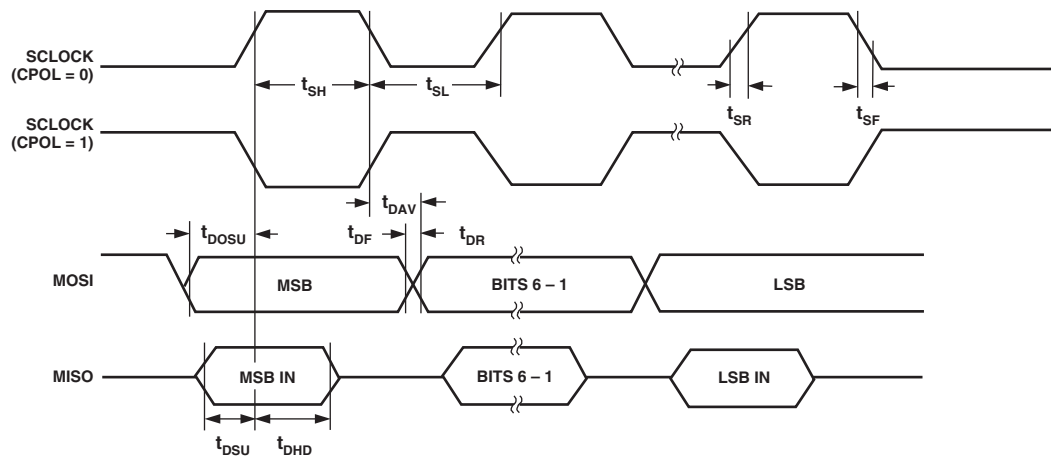 SCLOCK
(CPOL = 0)
tSH
tSL
tSR
tSF
SCLOCK
(CPOL = 1)
tDAV
tDOSU
tDF
tDR
MOSI
MSB
BITS 6 – 1
LSB
MISO
MSB IN
BITS 6 – 1
LSB IN
tDSU
tDHD